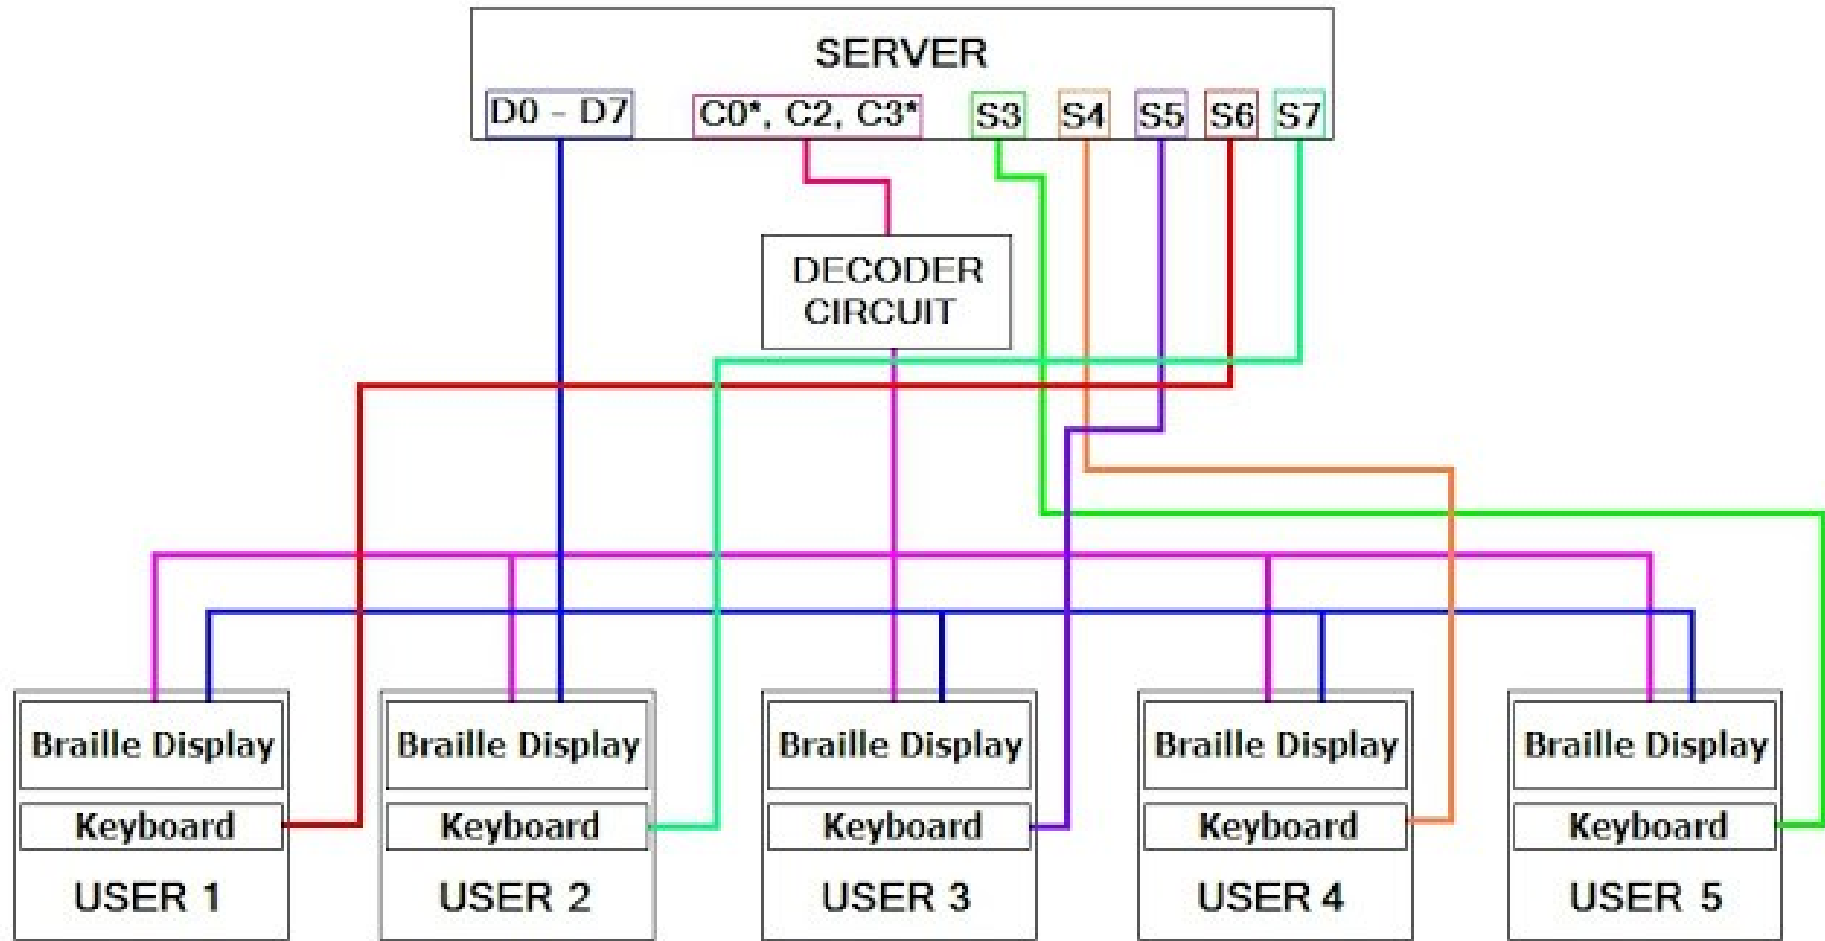 SERVER
D0 - D7 C0*, C2, C3* S3 S4 S5 S6 S7
DECODER
CIRCUIT
Braille Display Braille Display Braille Display Braille Display Braille Display
Keyboard Keyboard Keyboard Keyboard Keyboard
USER 1 USER 2 USER 3 USER 4 USER 5